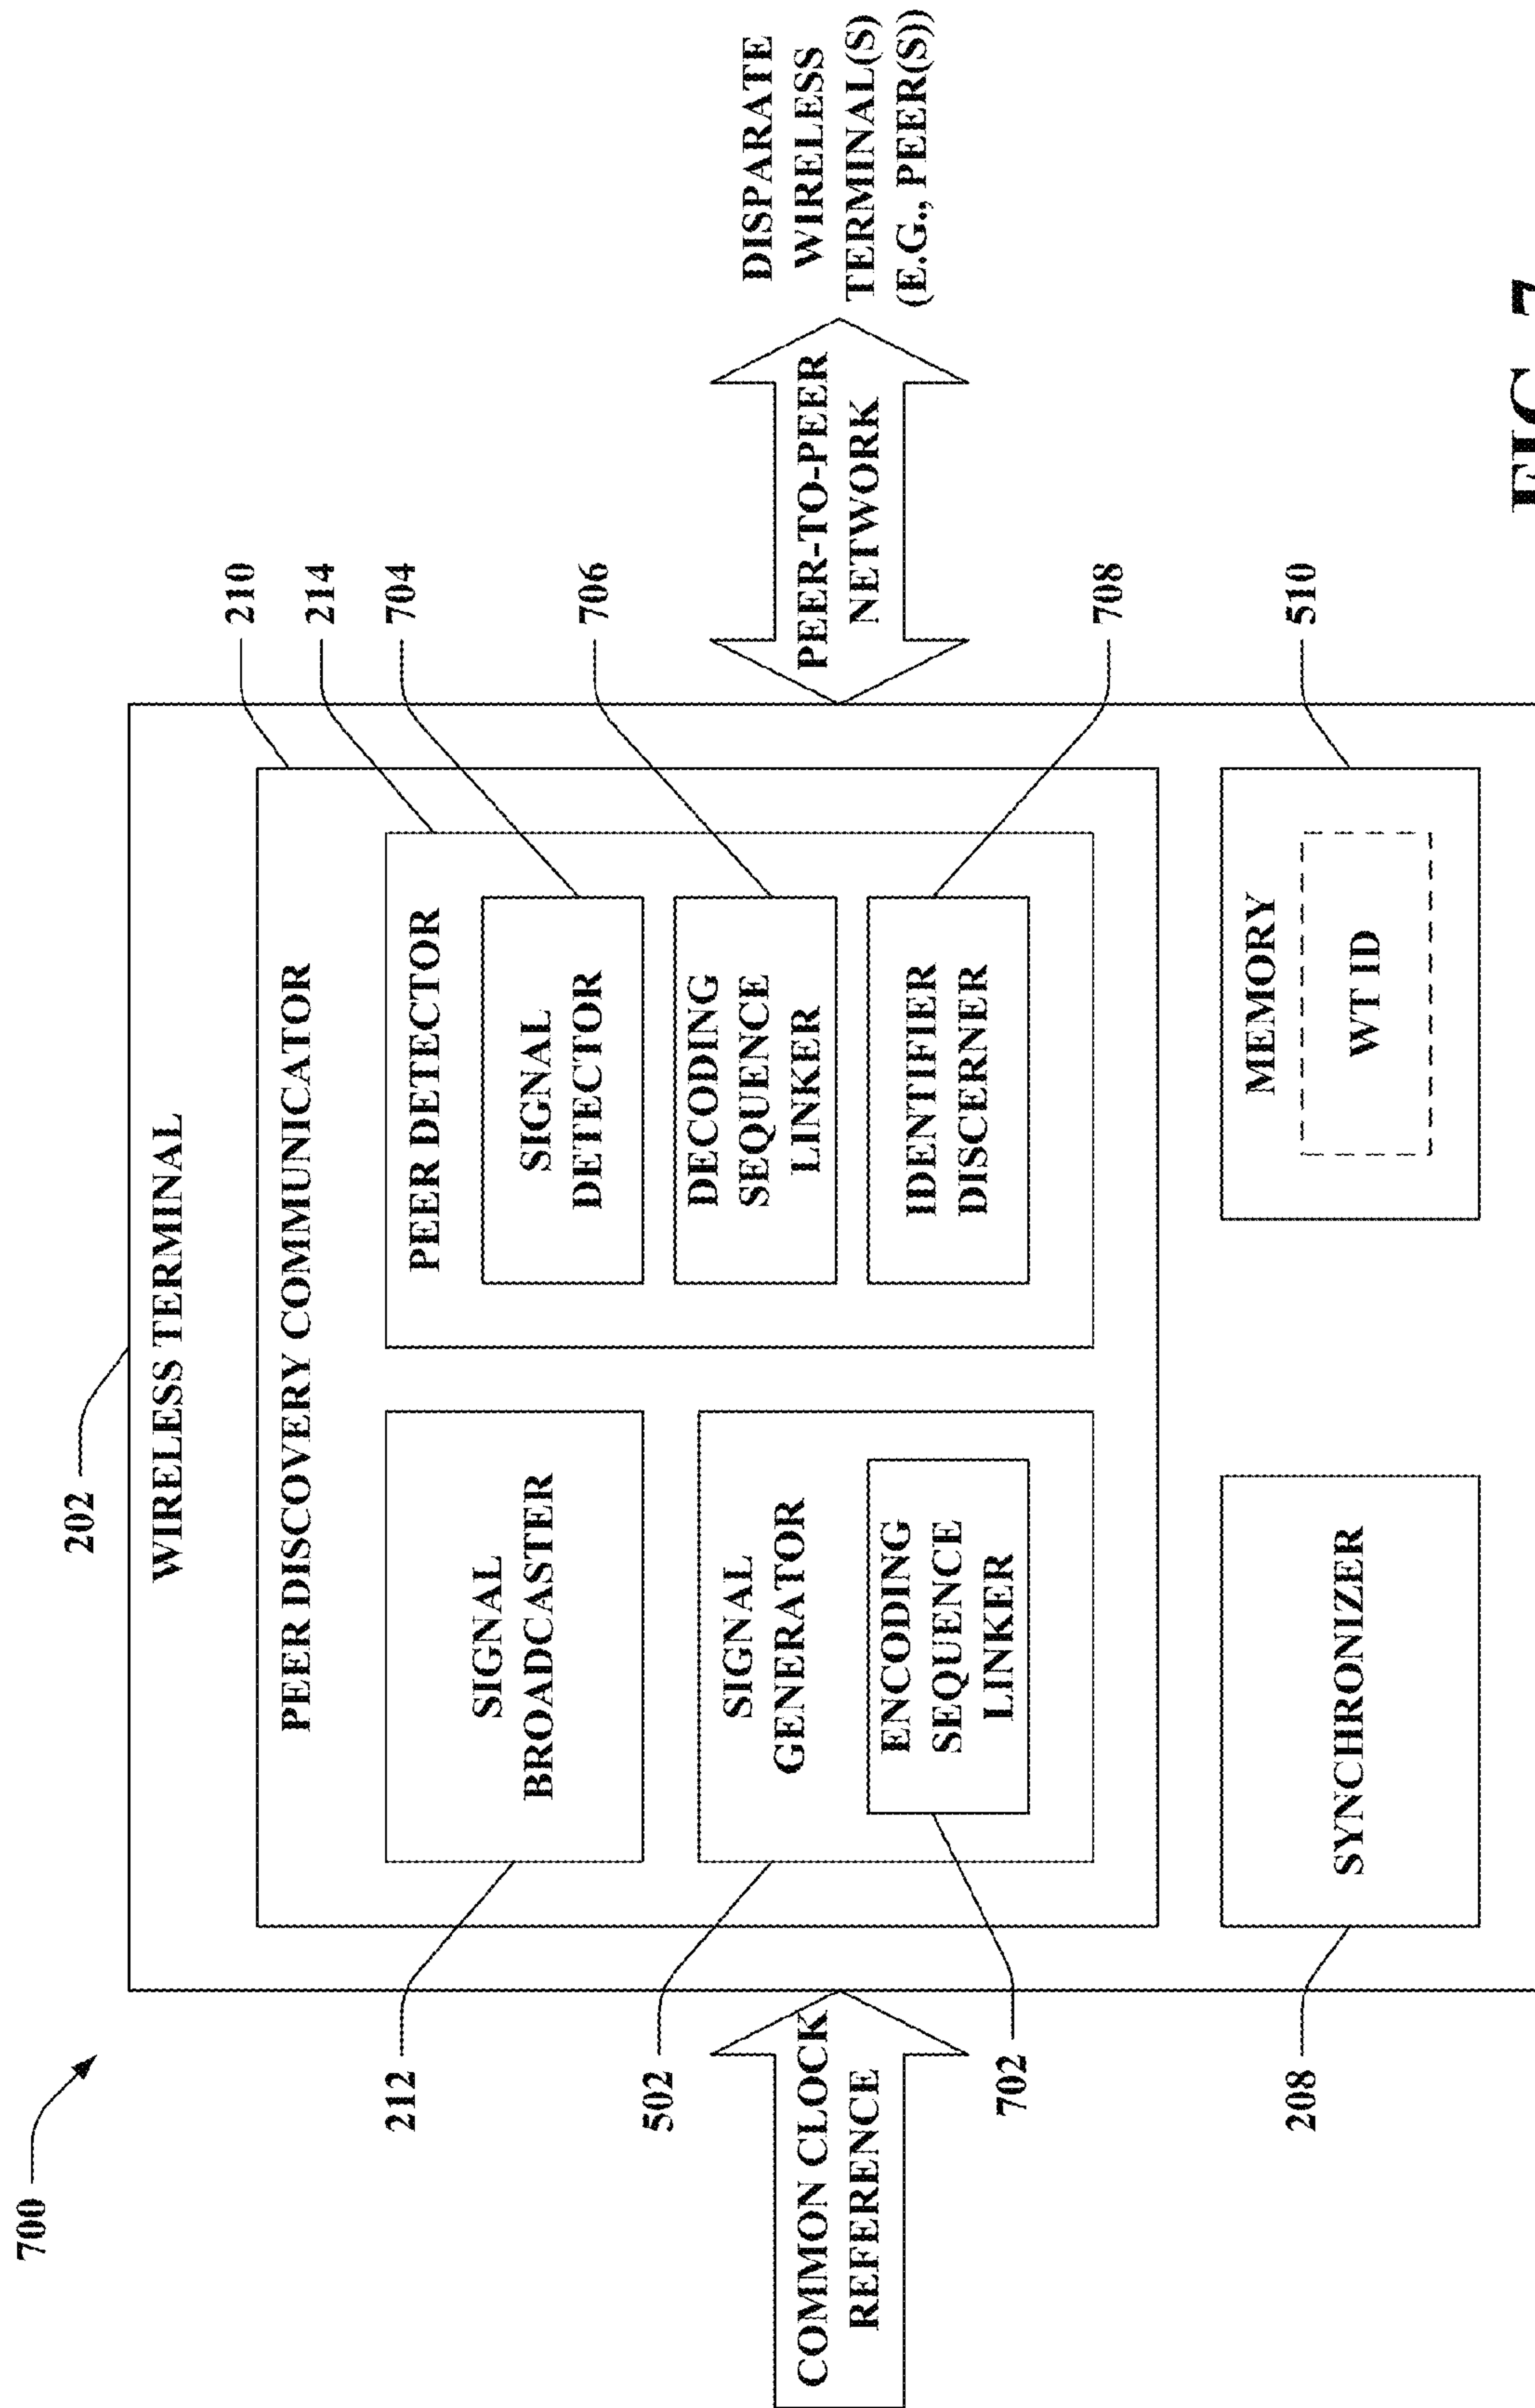 700
202
WIRELESS TERMINAL
PEER DISCOVERY COMMUNICATOR
210
214
704
706
708
212
SIGNAL
BROADCASTER
PEER DETECTOR
SIGNAL
DETECTOR
DECODING
SEQUENCE
LINKER
IDENTIFIER
DISCERNER
502
SIGNAL
GENERATOR
ENCODING
SEQUENCE
LINKER
702
COMMON CLOCK
REFERENCE
PEER-TO-PEER
NETWORK
DISPARATE
WIRELESS
TERMINAL(S)
(E.G., PEER(S))
208
SYNCHRONIZER
MEMORY
WT ID
510
FIG. 7